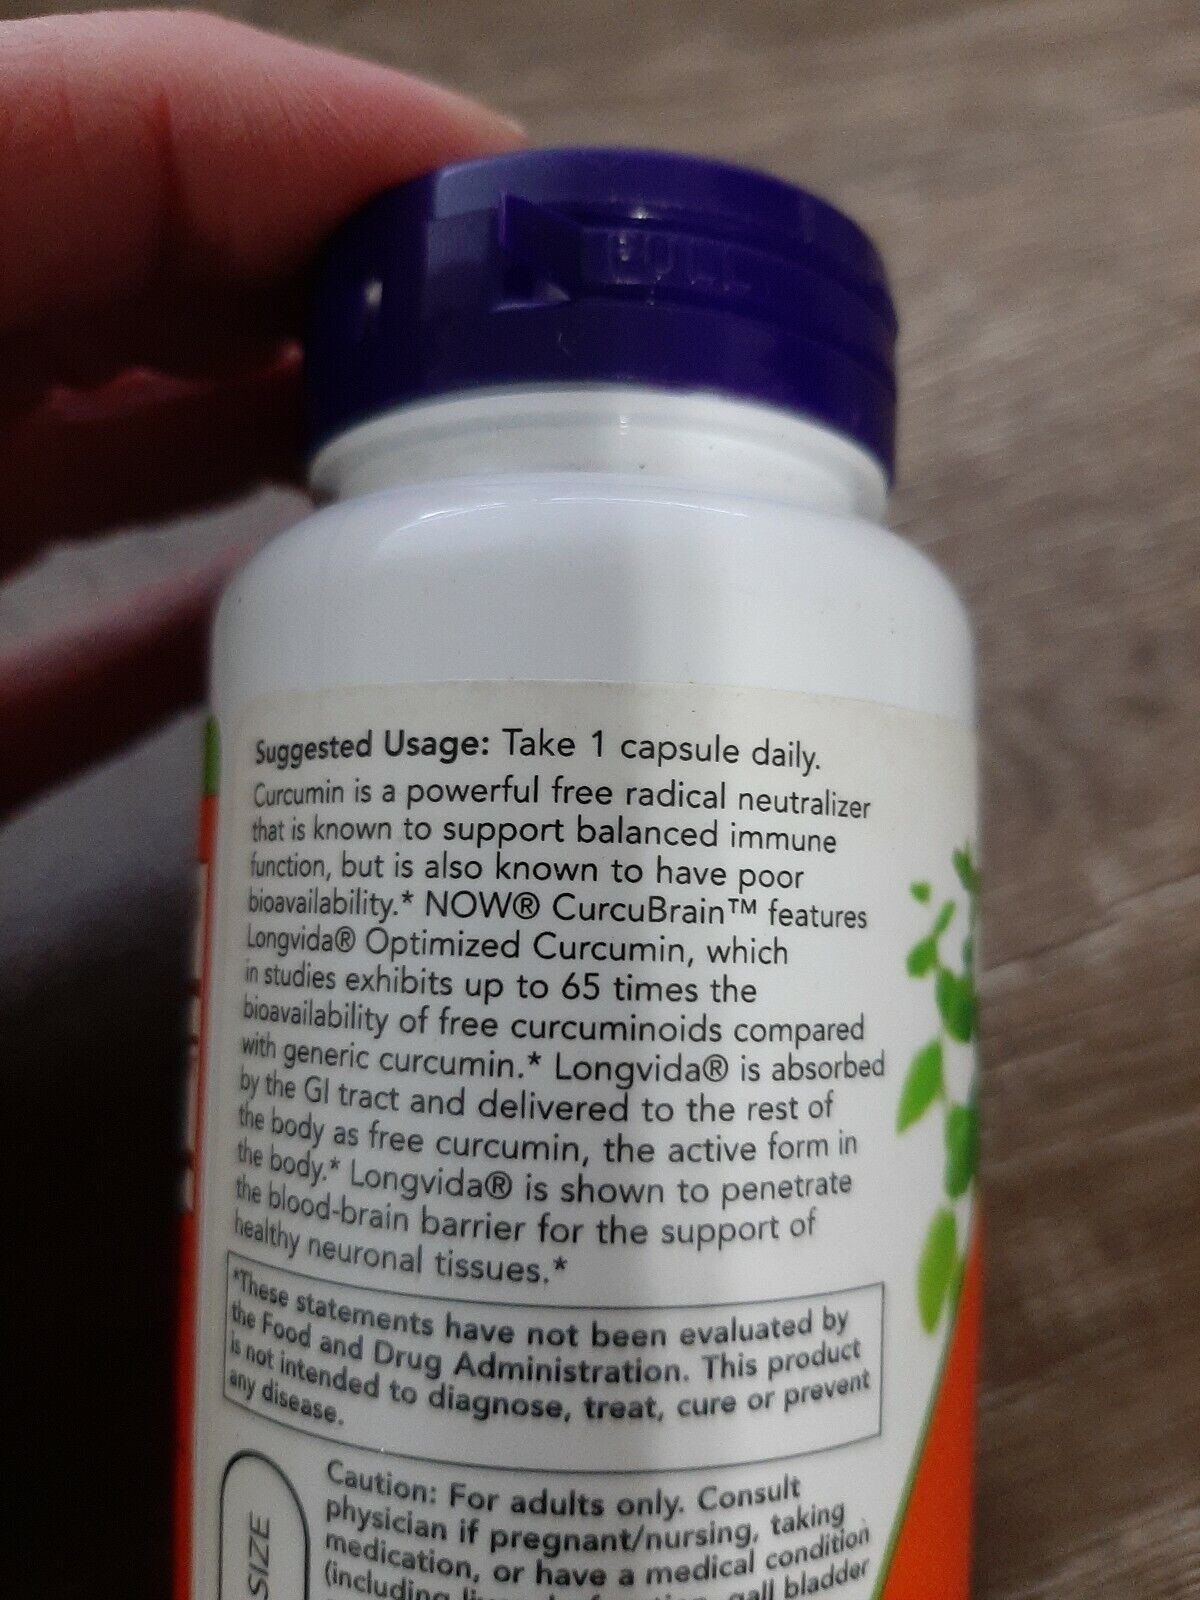 Suggested Usage: Take 1 capsule daily.
Curcumin is a powerful free radical neutralizer
that is known to support balanced immune
function, but is also known to have poor
bioavailability.* NOW® CurcuBrain™ features
Longvida® Optimized Curcumin, which
in studies exhibits up to 65 times the
bioavailability of free curcuminoids compared
with generic curcumin.* Longvida® is absorbed
by the GI tract and delivered to the rest of
the body as free curcumin, the active form in
the body.* Longvida® is shown to penetrate
the blood-brain barrier for the support of
healthy neuronal tissues.*
*These statements have not been evaluated by
the Food and Drug Administration. This product
is not intended to diagnose, treat, cure or prevent
any disease.
SIZE
Caution: For adults only. Consult
physician if pregnant/nursing, taking
medication, or have a medical condition
(including gall bladder